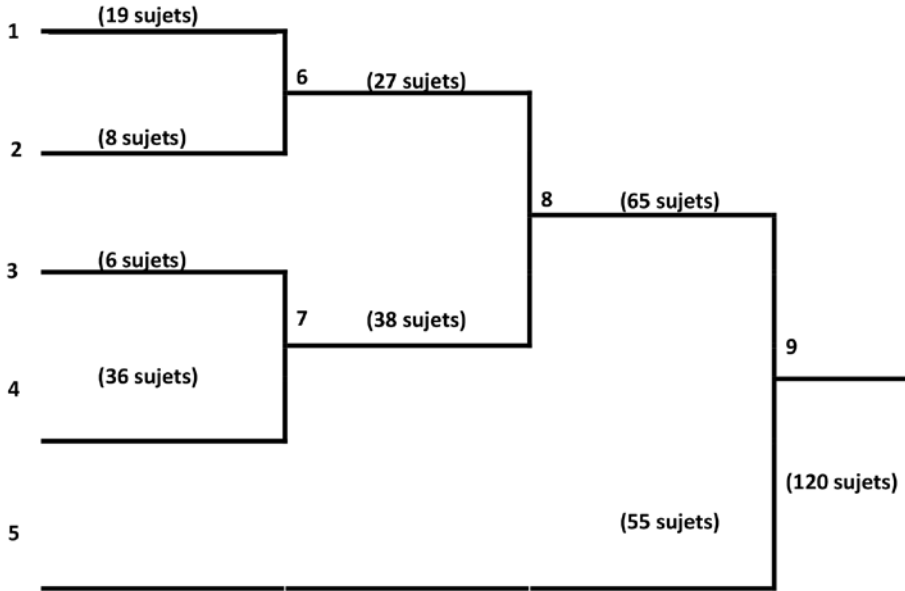 1 (19 sujets)
6 (27 sujets)
2 (8 sujets)
8 (65 sujets)
3 (6 sujets)
7 (38 sujets)
9
4 (36 sujets)
(120 sujets)
5 (55 sujets)